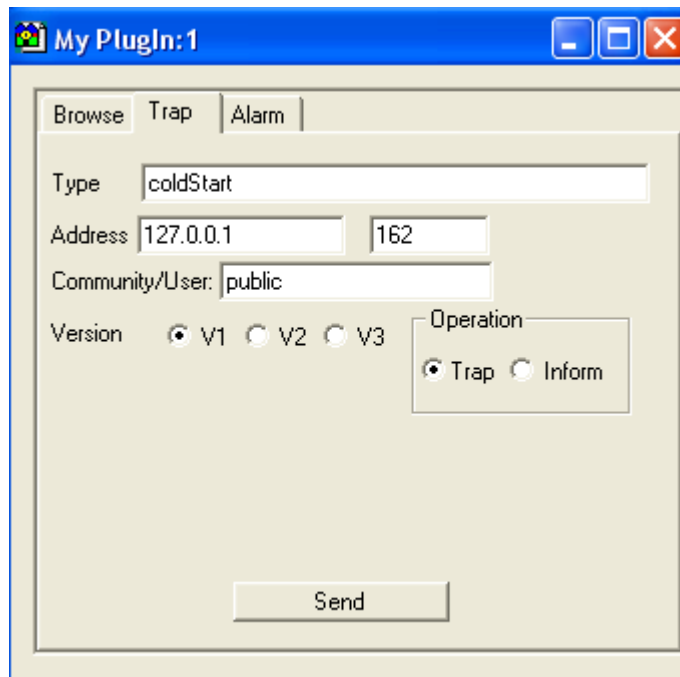 My PlugIn:1
Browse Trap Alarm
Type coldStart
Address 127.0.0.1 162
Community/User: public
Operation
Version V1 V2 V3
Trap Inform
Send